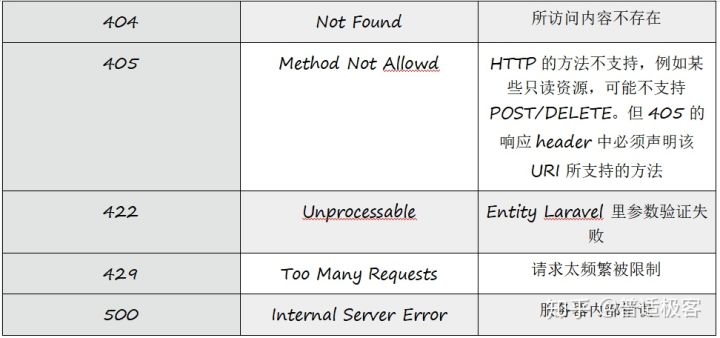 404 Not Found 所访问内容不存在
405 Method Not Allowd HTTP 的方法不支持，例如某
些只读资源，可能不支持
POST/DELETE。但 405 的
响应 header 中必须声明该
URI 所支持的方法
422 Unprocessable Entity Laravel 里参数验证失
败
429 Too Many Requests 请求太频繁被限制
500 Internal Server Error 服务器内部错误
知乎 @普适极客